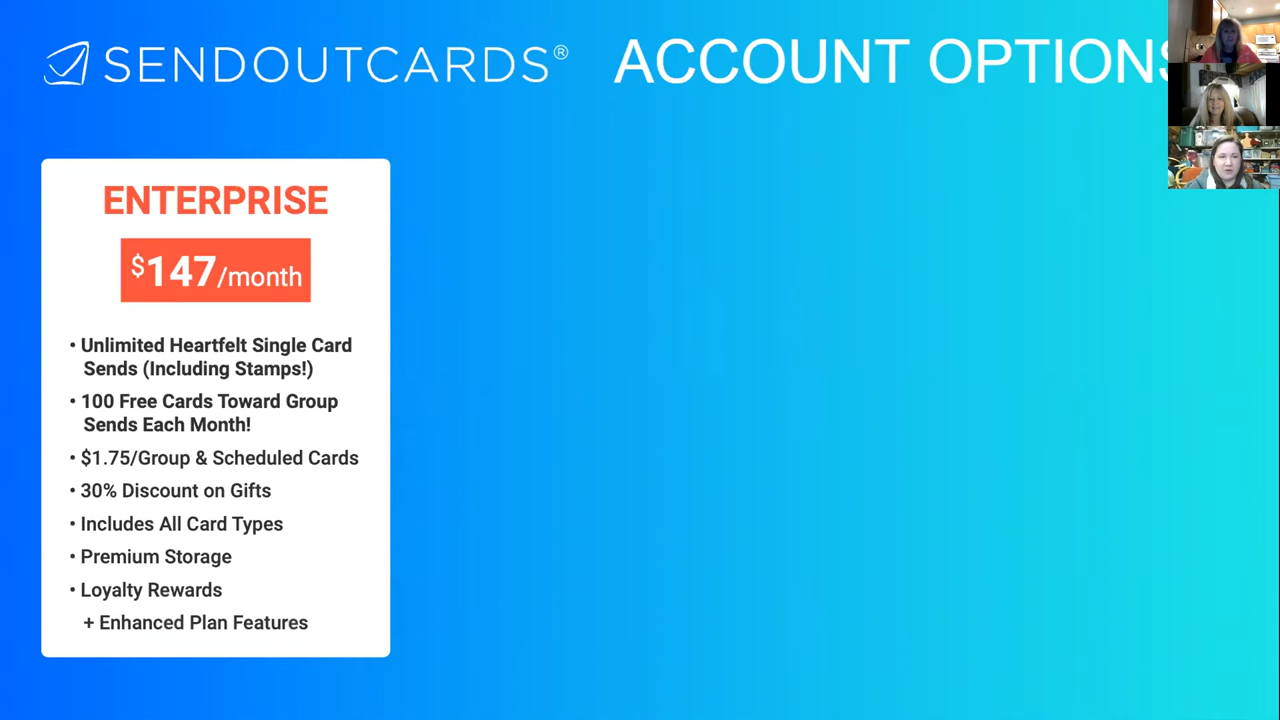 SENDOUTCARDS® ACCOUNT OPTIONS
ENTERPRISE
$147/month
• Unlimited Heartfelt Single Card
Sends (Including Stamps!)
• 100 Free Cards Toward Group
Sends Each Month!
• $1.75/Group & Scheduled Cards
• 30% Discount on Gifts
• Includes All Card Types
• Premium Storage
• Loyalty Rewards
+ Enhanced Plan Features